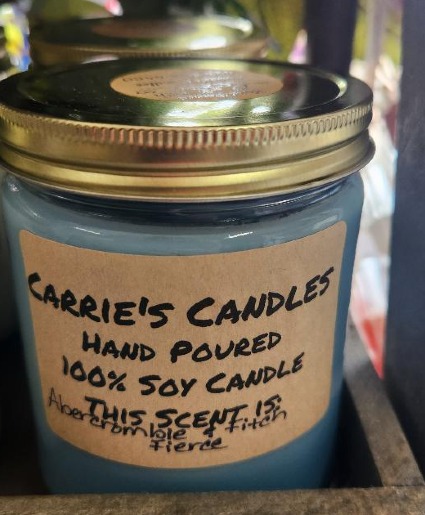 CARRIE'S CANDLES
HAND POURED
100% SOY CANDLE
THIS SCENT IS:
Abercrombie & Fitch
Fierce